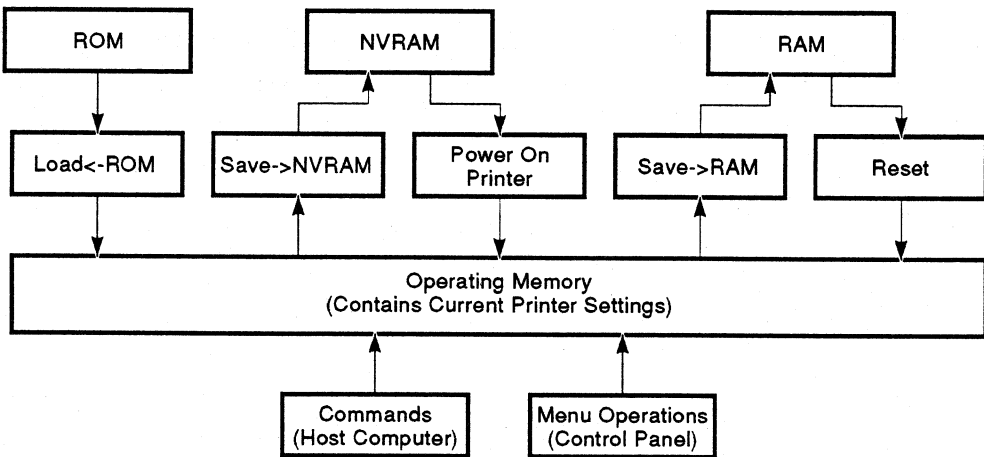 ROM
NVRAM
RAM
Load<-ROM
Save->NVRAM
Power On
Printer
Save->RAM
Reset
Operating Memory
(Contains Current Printer Settings)
Commands
(Host Computer)
Menu Operations
(Control Panel)